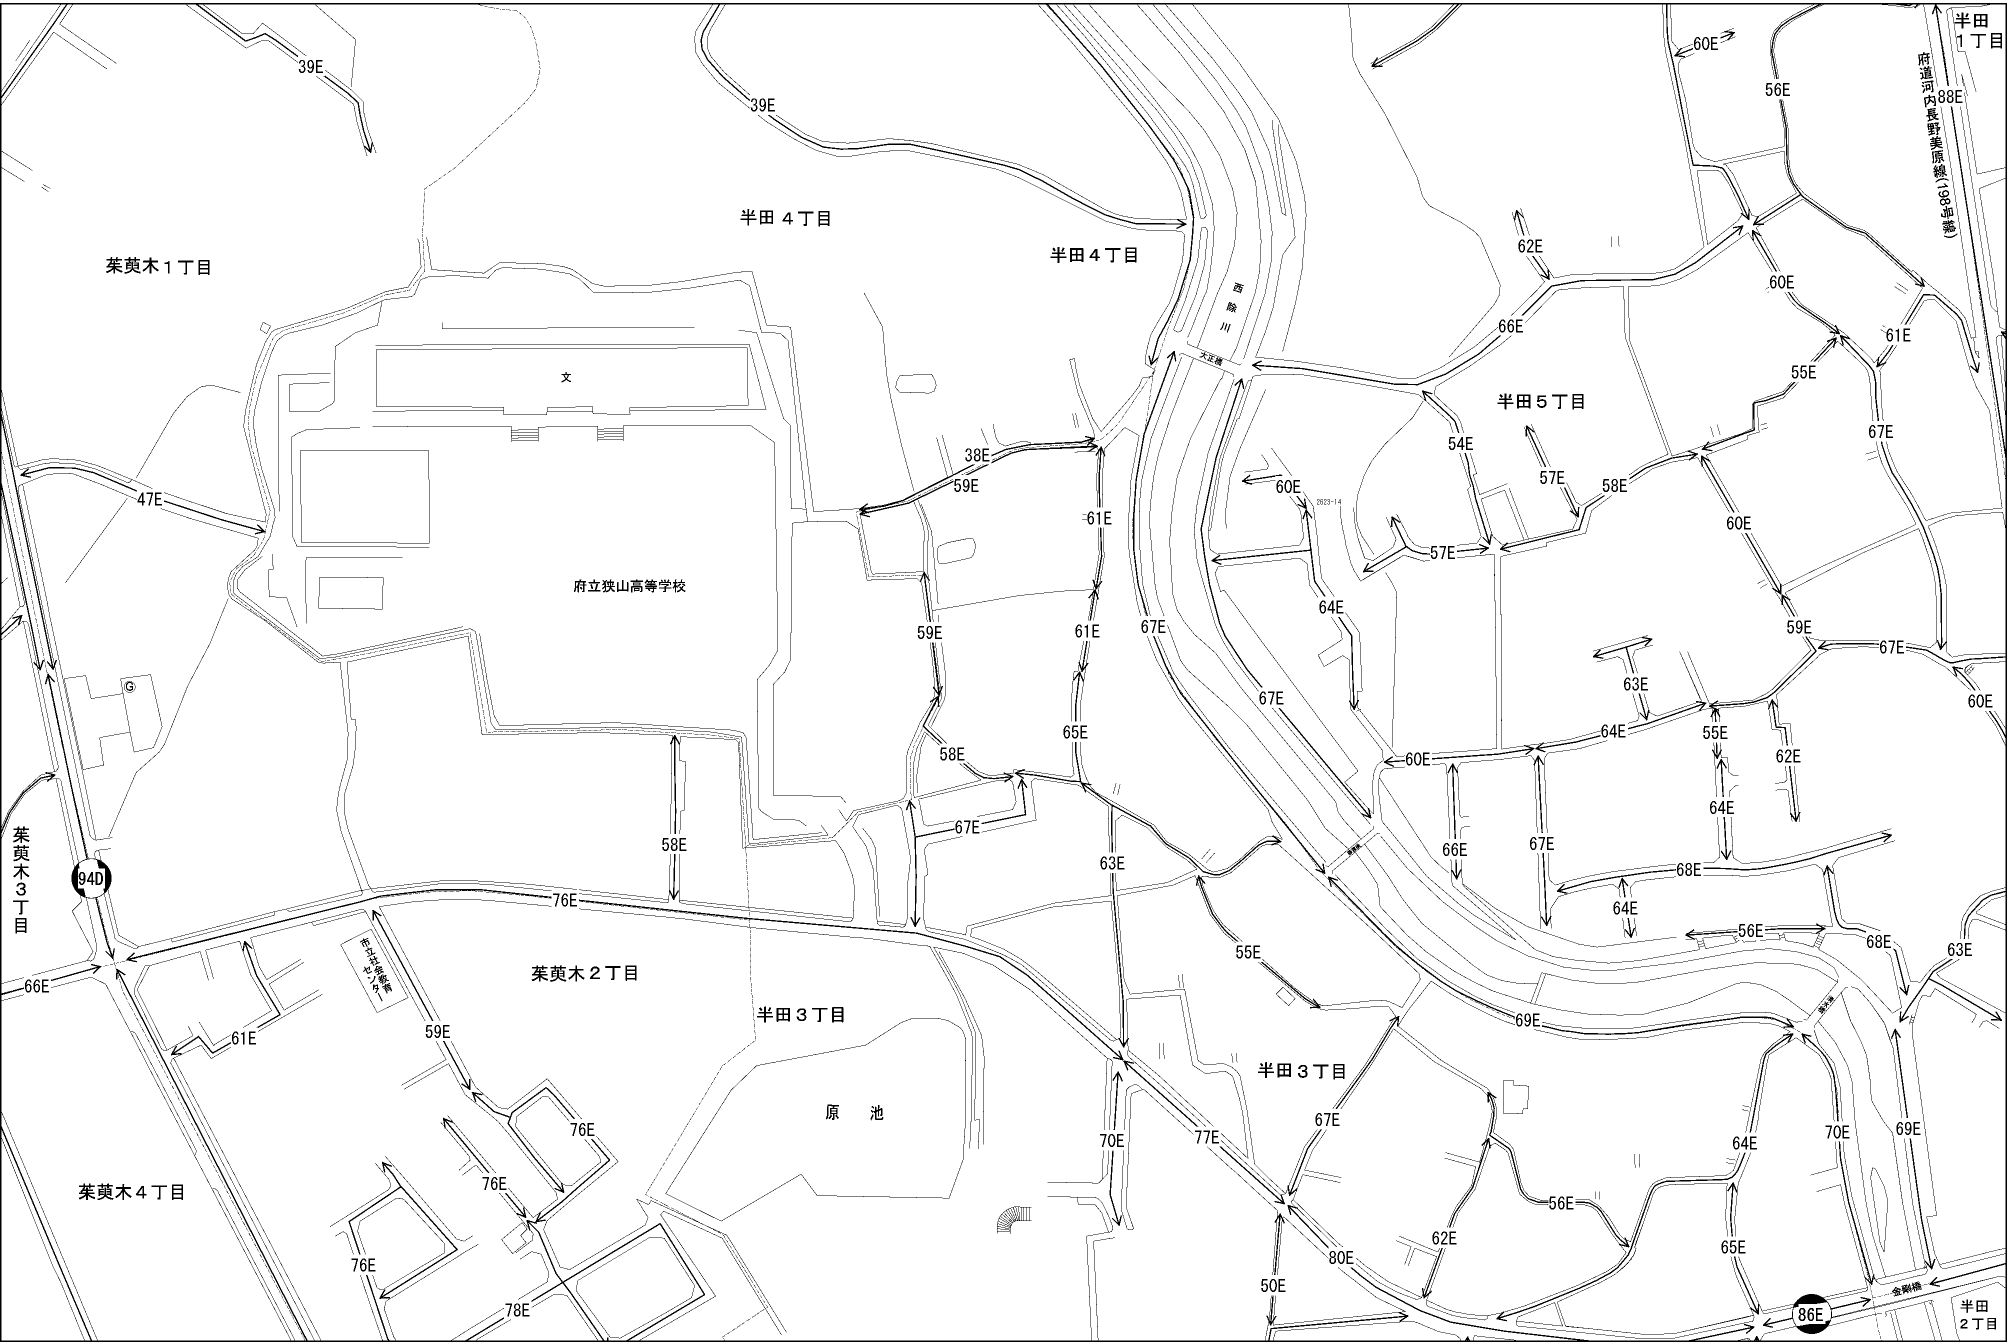 半田
１丁目
60E
39E
56E
88E
39E
府道河内長野美原線(198号線)
半田４丁目
62E
半田４丁目
茱萸木１丁目
60E
西除川
66E
61E
大正橋
文
55E
半田５丁目
67E
54E
38E
57E
59E
60E
58E
47E
2623-14
61E
60E
57E
府立狭山高等学校
64E
67E
59E
61E
59E
67E
63E
G
67E
60E
65E
64E
55E
58E
62E
60E
64E
67E
茱萸木３丁目
58E
67E
66E
63E
68E
94D
76E
64E
56E
68E
市立社会教育
センター
55E
63E
茱萸木２丁目
66E
半田３丁目
69E
59E
61E
半田３丁目
原池
76E
67E
69E
70E
77E
70E
64E
76E
茱萸木４丁目
56E
62E
65E
76E
80E
50E
金剛橋
78E
86E
半田
２丁目